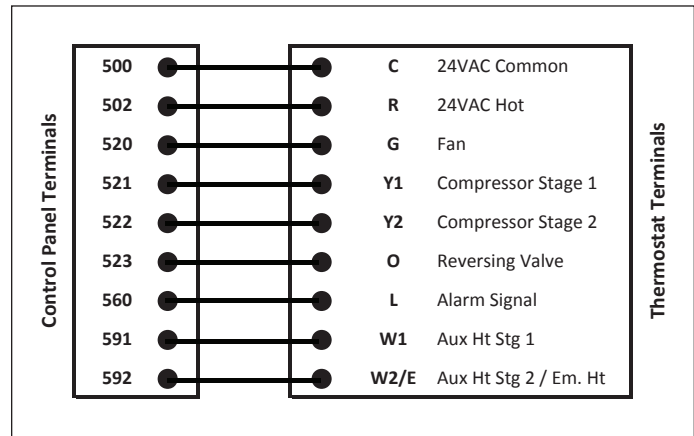 Control Panel Terminals
500 C 24VAC Common
502 R 24VAC Hot
520 G Fan
521 Y1 Compressor Stage 1
522 Y2 Compressor Stage 2
523 O Reversing Valve
560 L Alarm Signal
591 W1 Aux Ht Stg 1
592 W2/E Aux Ht Stg 2 / Em. Ht
Thermostat Terminals